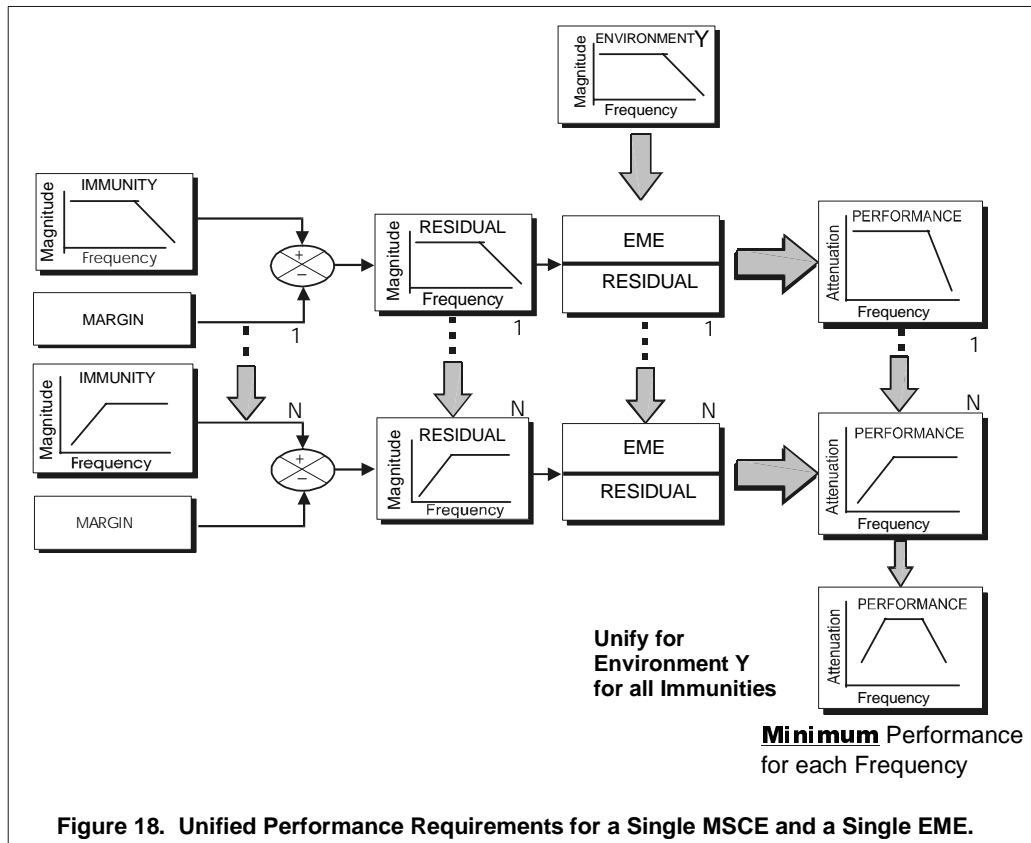 ENVIRONMENT Y
Magnitude
Frequency
IMMUNITY
Magnitude
Frequency
MARGIN
+
−
1
RESIDUAL
Magnitude
Frequency
1
EME
RESIDUAL
1
PERFORMANCE
Attenuation
Frequency
1
IMMUNITY
Magnitude
Frequency
MARGIN
N
+
−
N
RESIDUAL
Magnitude
Frequency
N
EME
RESIDUAL
N
PERFORMANCE
Attenuation
Frequency
PERFORMANCE
Attenuation
Frequency
Unify for
Environment Y
for all Immunities
Minimum Performance
for each Frequency
Figure 18. Unified Performance Requirements for a Single MSCE and a Single EME.